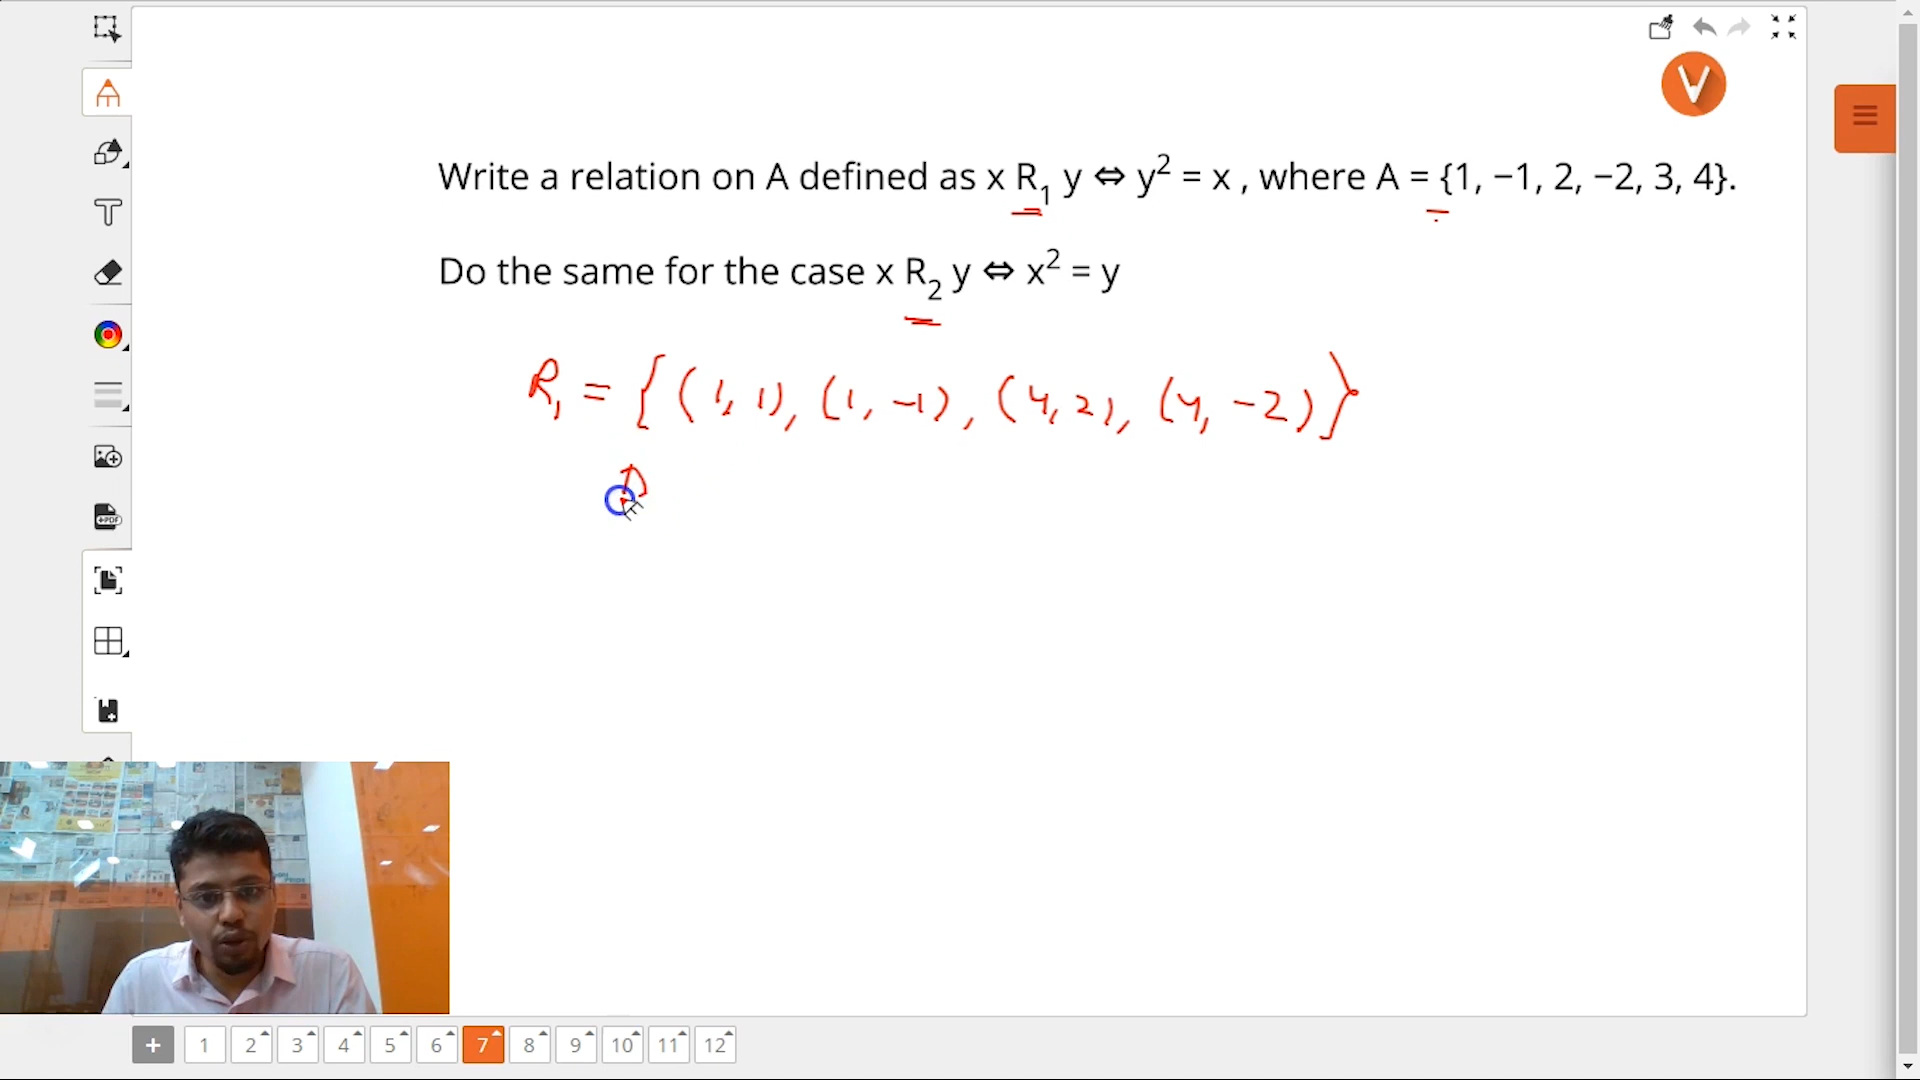 Write a relation on A defined as x R₁ y ⇔ y² = x , where A = {1, −1, 2, −2, 3, 4}.
Do the same for the case x R₂ y ⇔ x² = y
R₁ = {(1, 1), (1, -1), (4, 2), (4, -2)}
+PDF
+ 1 2 3 4 5 6 7 8 9 10 11 12